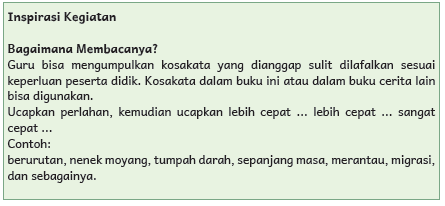 Inspirasi Kegiatan
Bagaimana Membacanya?
Guru bisa mengumpulkan kosakata yang dianggap sulit dilafalkan sesuai
keperluan peserta didik. Kosakata dalam buku ini atau dalam buku cerita lain
bisa digunakan.
Ucapkan perlahan, kemudian ucapkan lebih cepat ... lebih cepat ... sangat
cepat ...
Contoh:
berurutan, nenek moyang, tumpah darah, sepanjang masa, merantau, migrasi,
dan sebagainya.